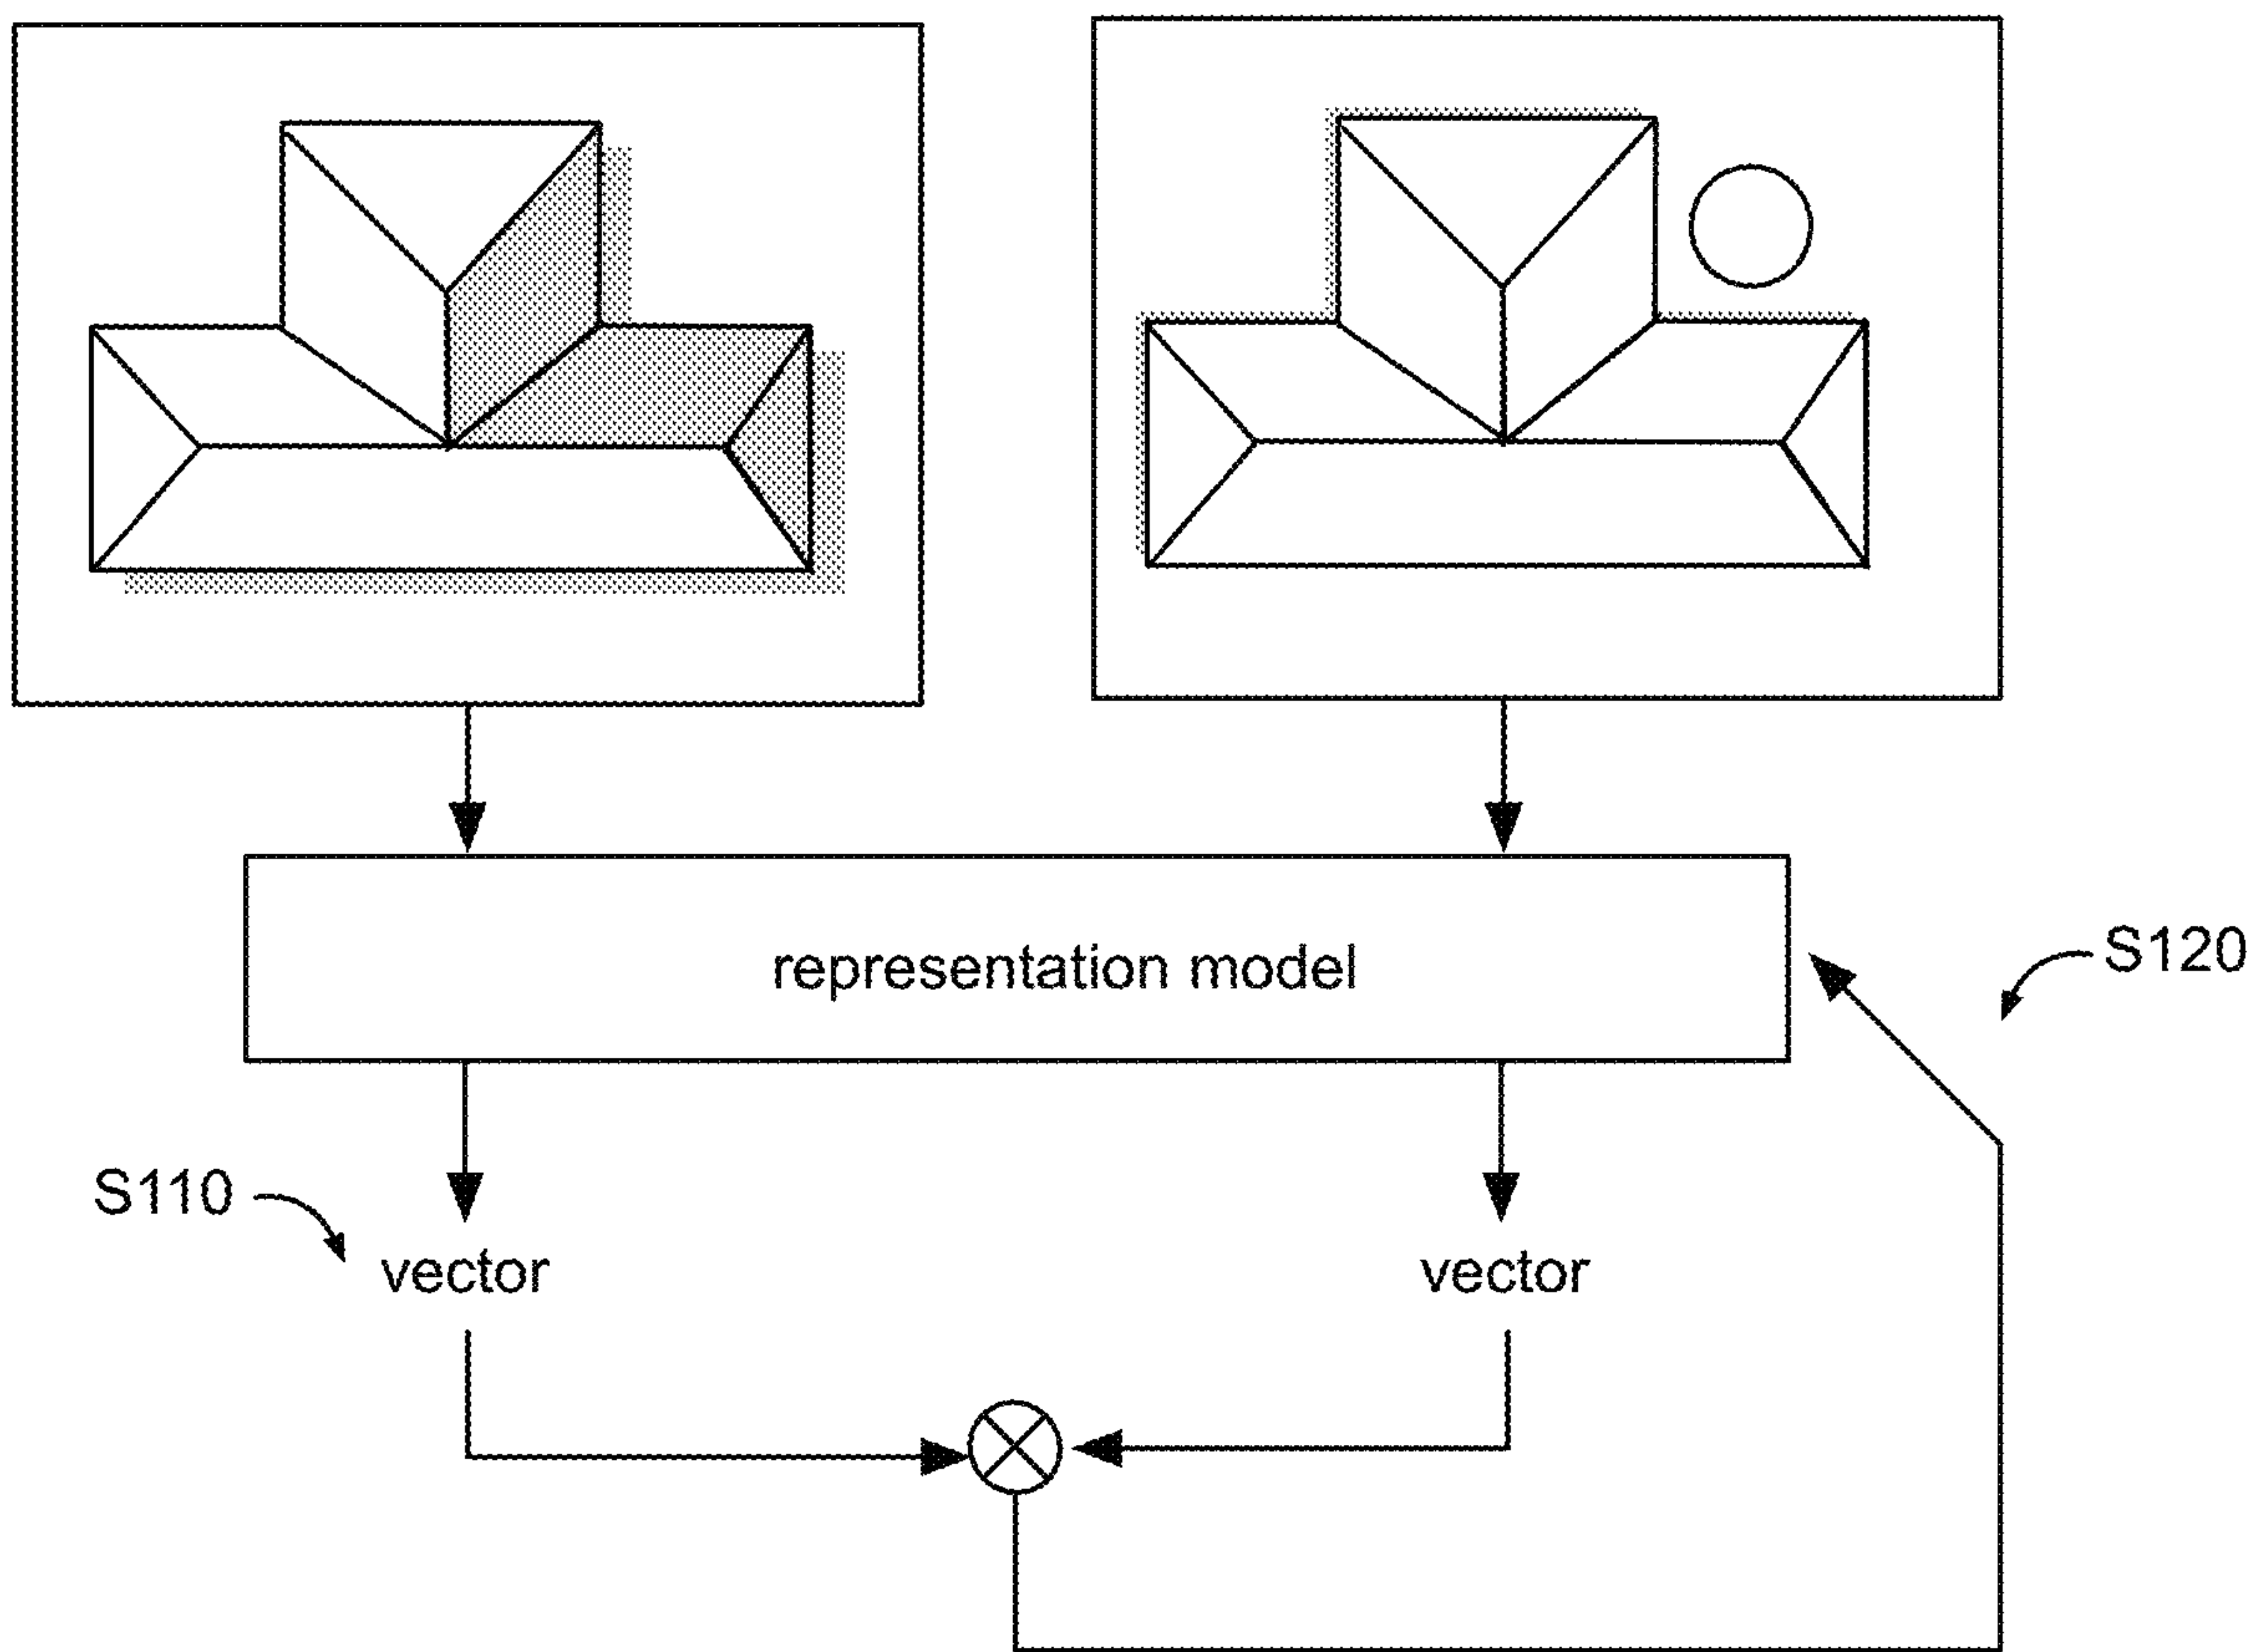 representation model
S120
S110
vector
vector